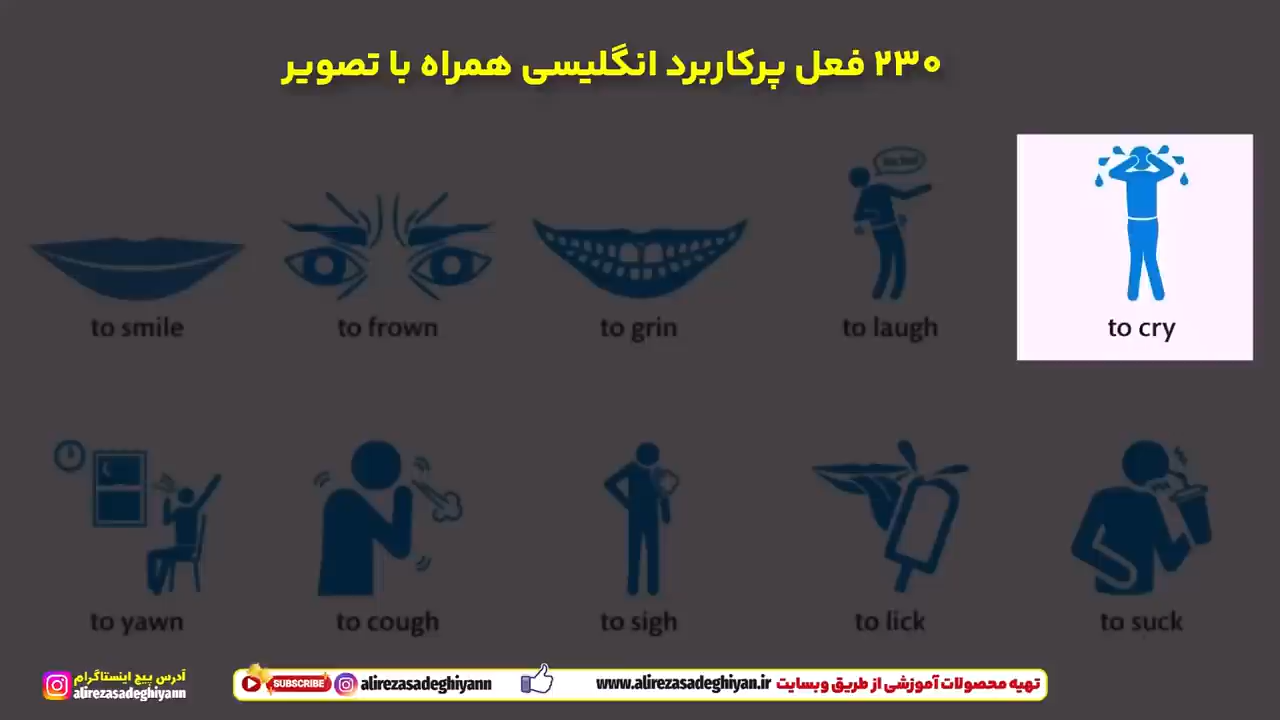 ۲۳۰ فعل پرکاربرد انگلیسی همراه با تصویر
to smile
to frown
to grin
to laugh
to cry
to yawn
to cough
to sigh
to lick
to suck
آدرس پیج اینستاگرام
alirezasadeghiyann
SUBSCRIBE
alirezasadeghiyann
تهیه محصولات آموزشی از طریق وبسایت www.alirezasadeghiyan.ir